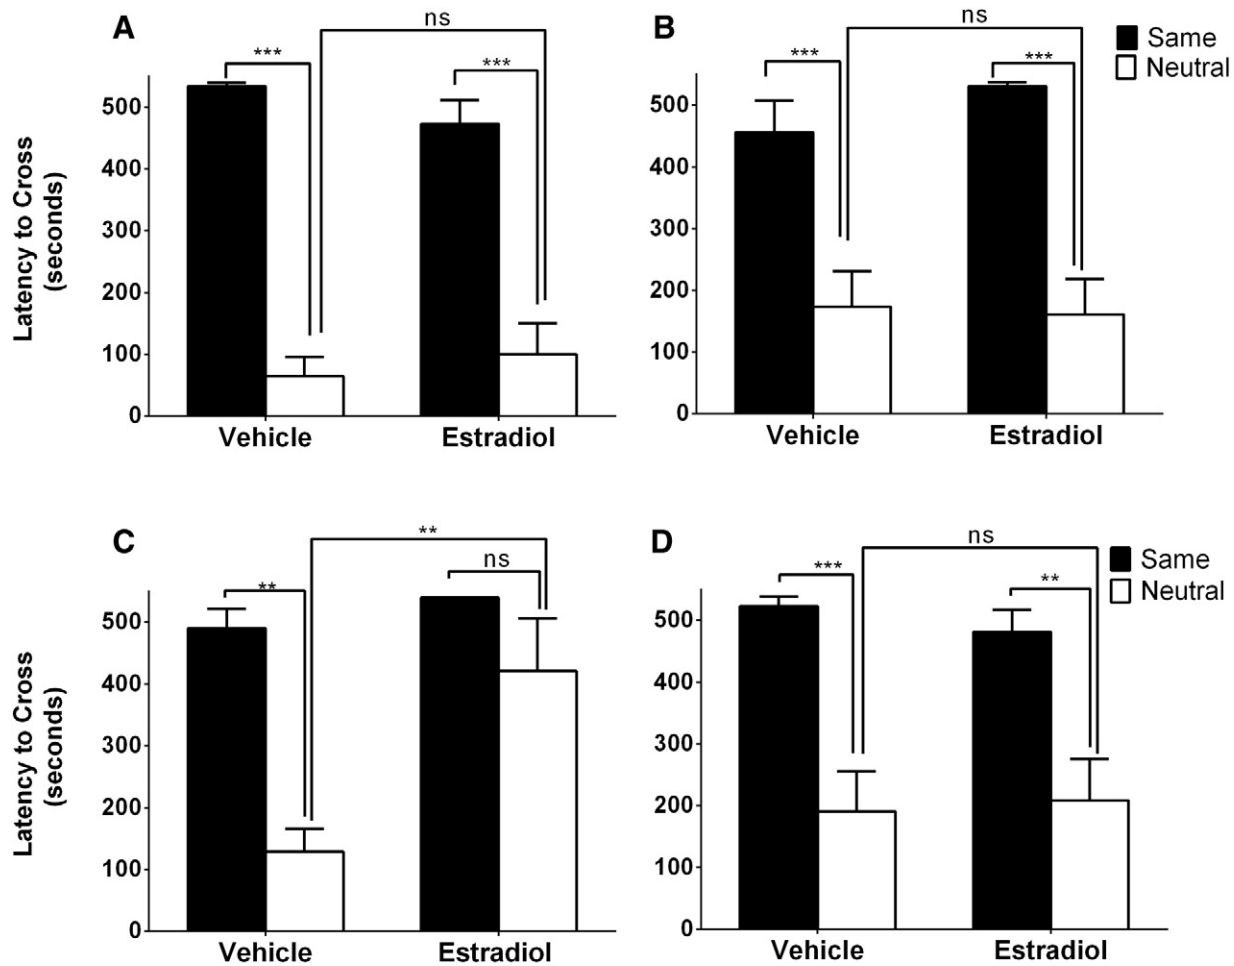 A
ns
***
***
500
400
300
200
100
0
Latency to Cross
(seconds)
Vehicle
Estradiol
B
ns
***
***
Same
Neutral
500
400
300
200
100
0
Vehicle
Estradiol
C
**
**
ns
500
400
300
200
100
0
Latency to Cross
(seconds)
Vehicle
Estradiol
D
ns
***
**
Same
Neutral
500
400
300
200
100
0
Vehicle
Estradiol